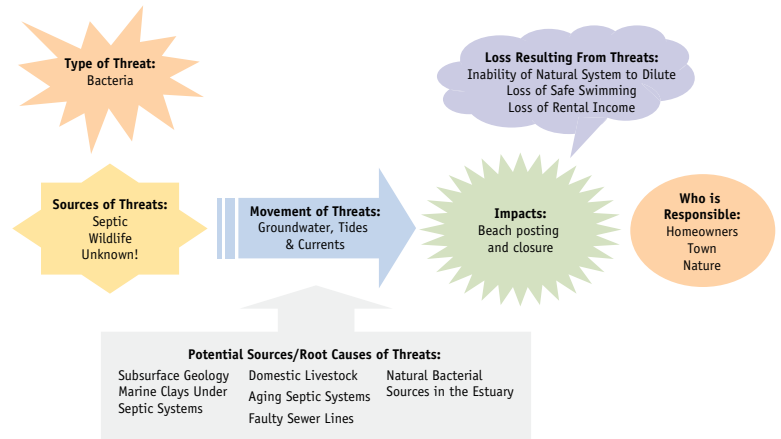 Type of Threat:
Bacteria
Loss Resulting From Threats:
Inability of Natural System to Dilute
Loss of Safe Swimming
Loss of Rental Income
Sources of Threats:
Septic
Wildlife
Unknown!
Movement of Threats:
Groundwater, Tides
& Currents
Impacts:
Beach posting
and closure
Who is
Responsible:
Homeowners
Town
Nature
Potential Sources/Root Causes of Threats:
Subsurface Geology
Marine Clays Under
Septic Systems
Domestic Livestock
Aging Septic Systems
Faulty Sewer Lines
Natural Bacterial
Sources in the Estuary